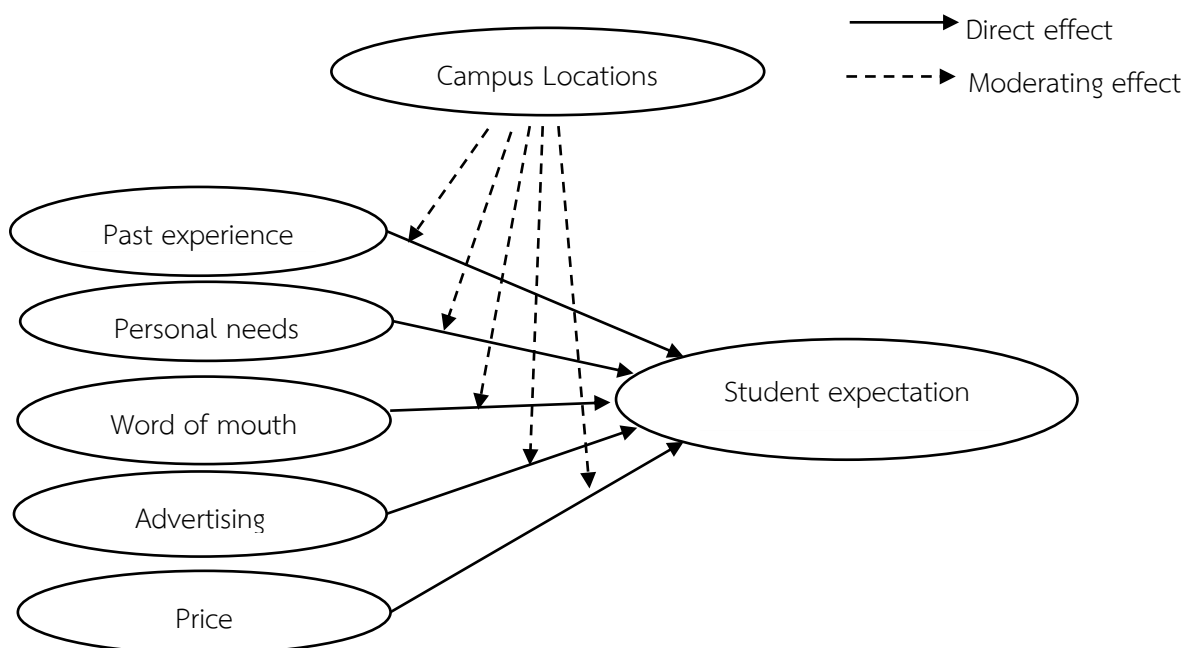 Direct effect
Campus Locations
Moderating effect
Past experience
Personal needs
Student expectation
Word of mouth
Advertising
Price